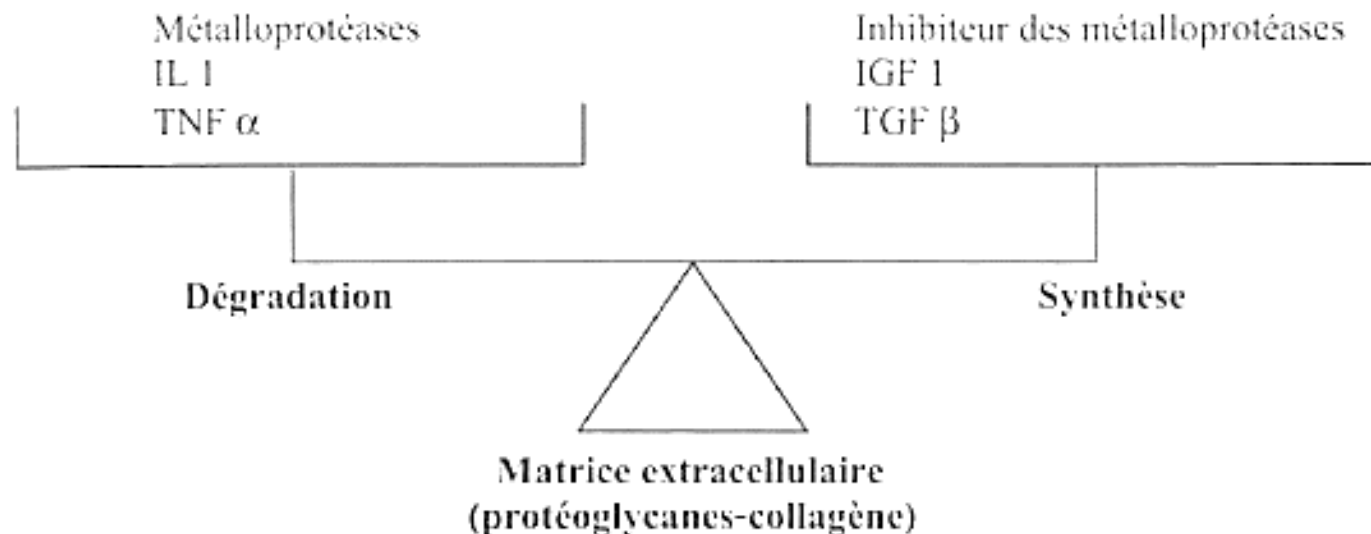 Métalloprotéases
IL 1
TNF α
Inhibiteur des métalloprotéases
IGF 1
TGF β
Dégradation
Synthèse
Matrice extracellulaire
(protéoglycanes-collagène)